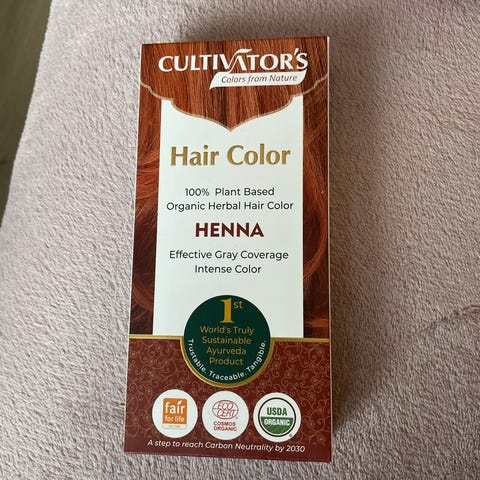 CULTIVATOR'S
Colors from Nature
Hair Color
100% Plant Based
Organic Herbal Hair Color
HENNA
Effective Gray Coverage
Intense Color
1st
World's Truly
Sustainable
Ayurveda
Product
Trustable. Traceable. Tangible.
fair
for life
ECO
CERT
COSMOS
ORGANIC
USDA
ORGANIC
A step to reach Carbon Neutrality by 2030